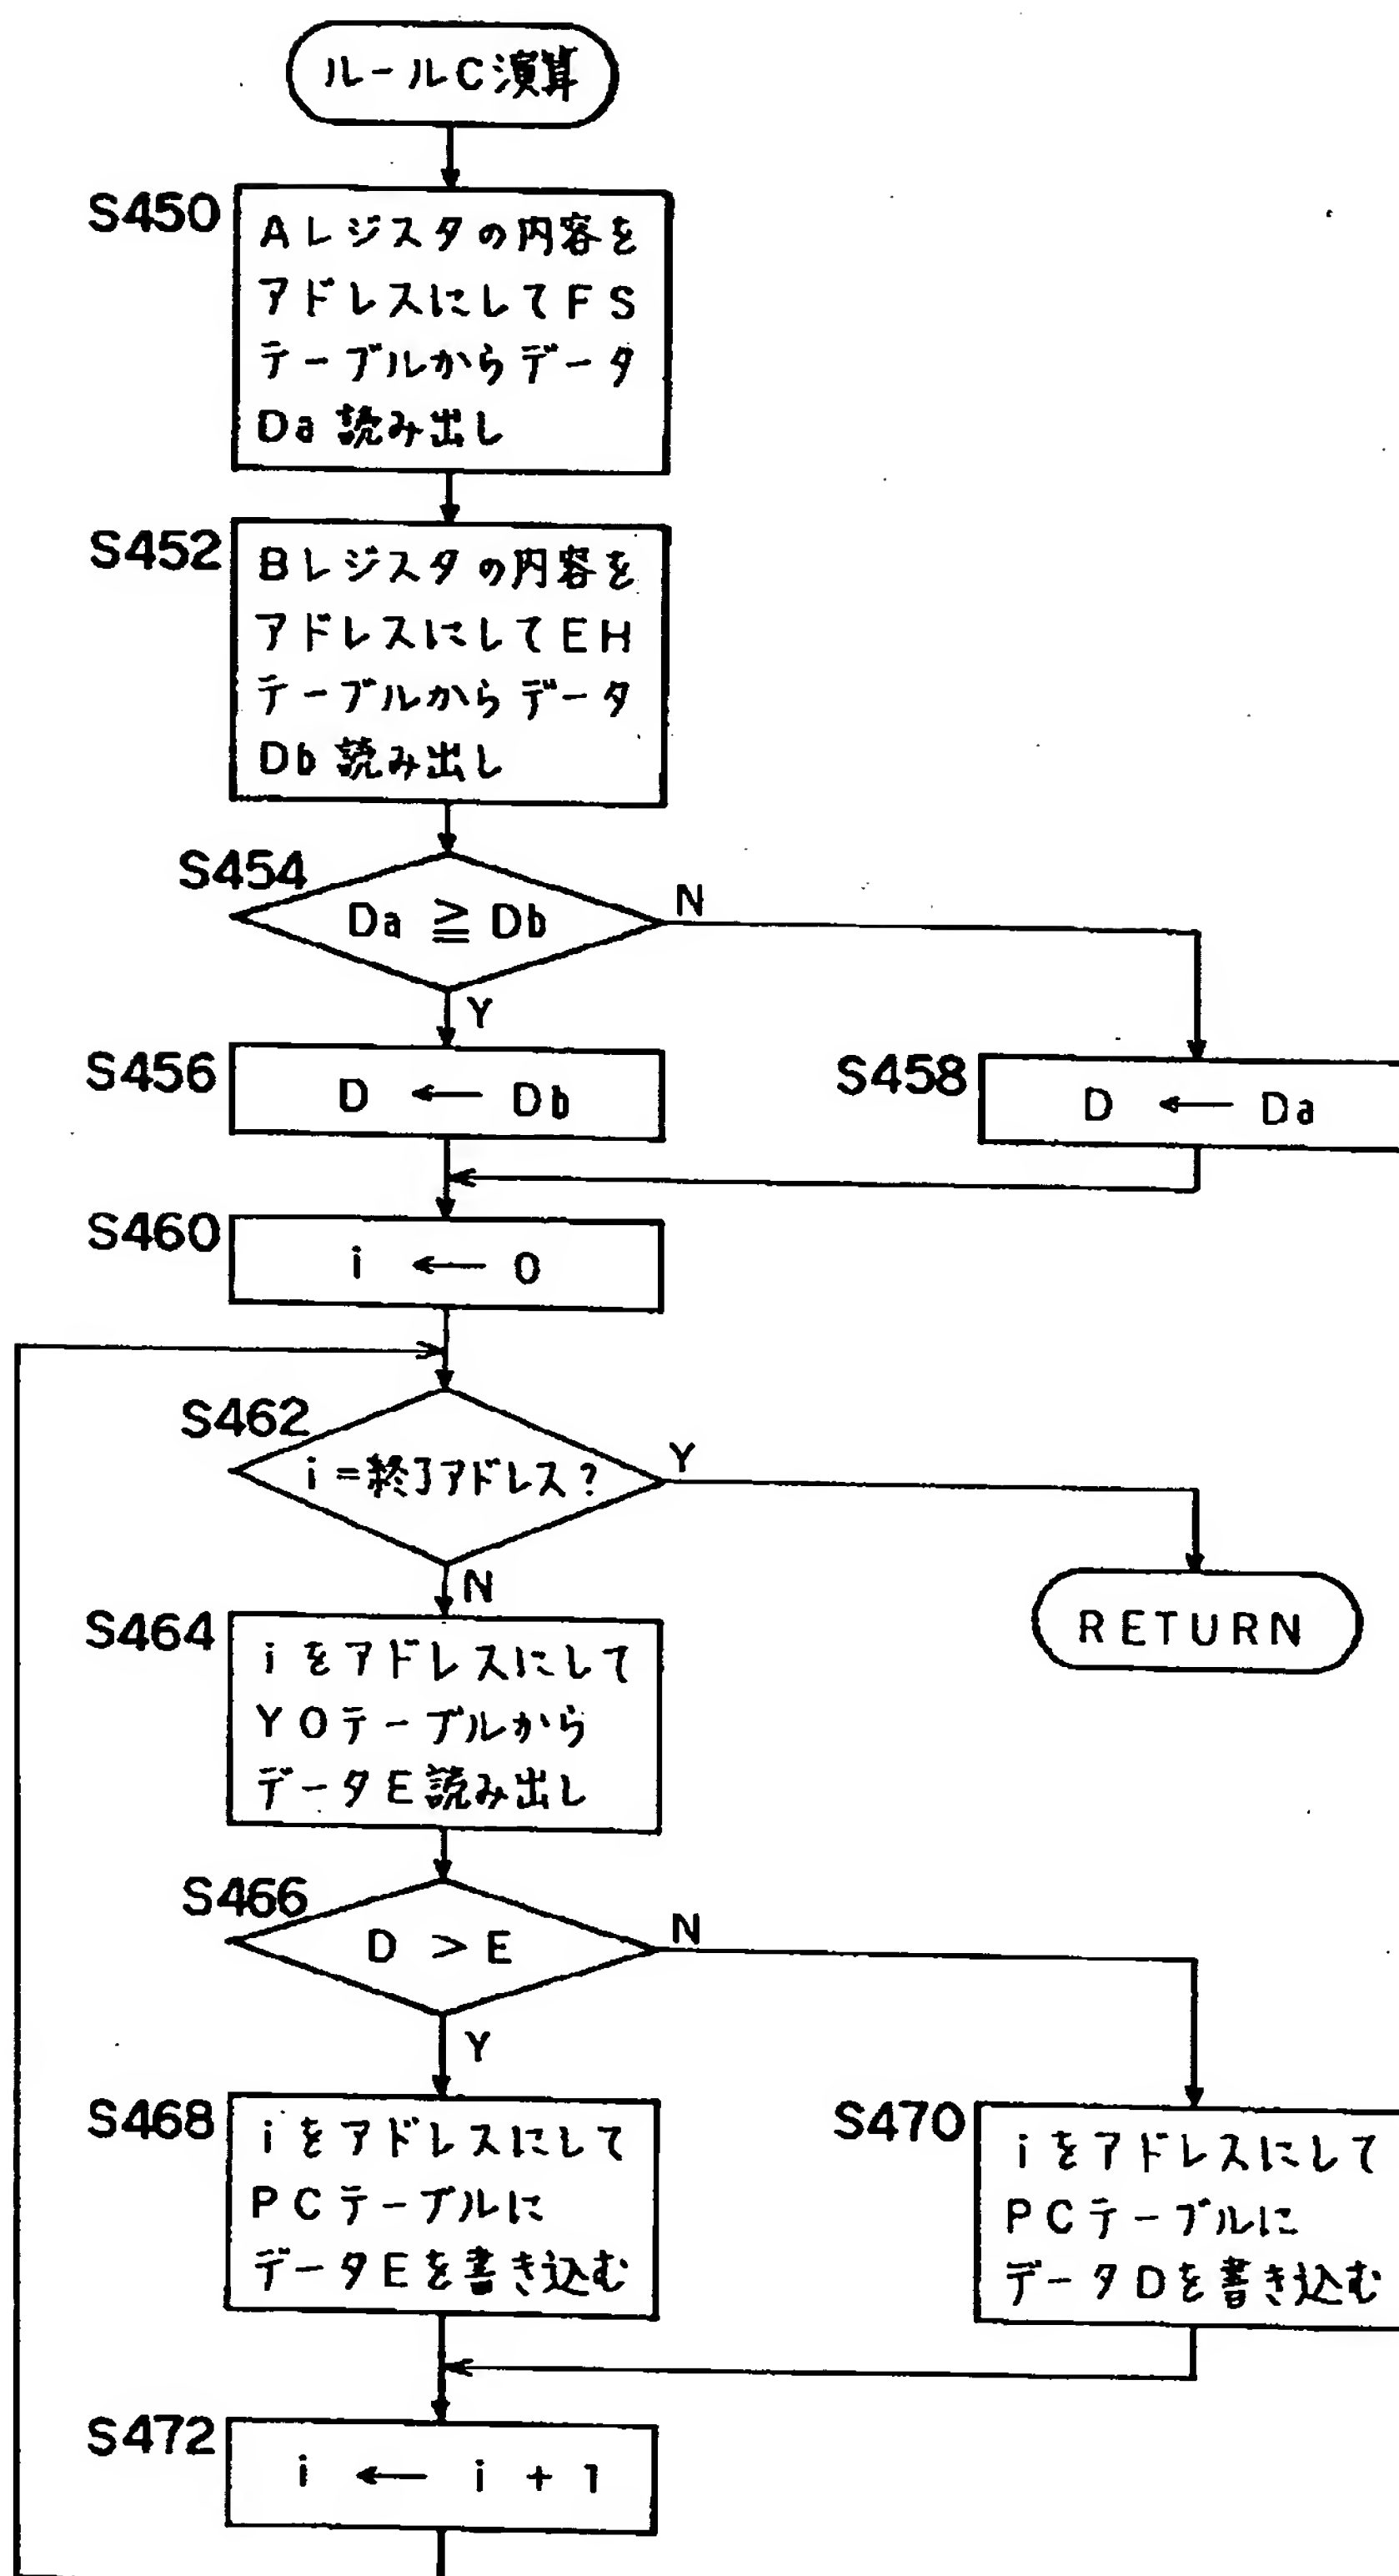 ルールC演算
S450
Aレジスタの内容を
アドレスにしてFS
テーブルからデータ
Da読み出し
S452
Bレジスタの内容を
アドレスにしてEH
テーブルからデータ
Db読み出し
S454
Da ≧ Db
N
Y
S456
D ← Db
S458
D ← Da
S460
i ← 0
S462
i=終了アドレス?
Y
N
RETURN
S464
iをアドレスにして
YOテーブルから
データE読み出し
S466
D > E
N
Y
S468
iをアドレスにして
PCテーブルに
データEを書き込む
S470
iをアドレスにして
PCテーブルに
データDを書き込む
S472
i ← i + 1